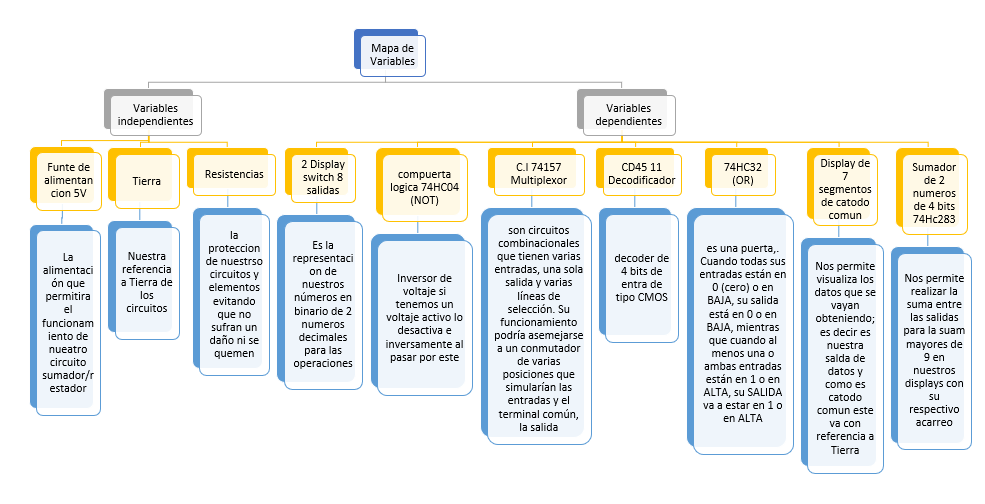 Mapa de
Variables
Variables
independientes
Variables
dependientes
Funte de
alimentan
cion 5V
Tierra
Resistencias
2 Display
switch 8
salidas
compuerta
logica 74HC04
(NOT)
C.I 74157
Multiplexor
CD45 11
Decodificador
74HC32
(OR)
Display de
7
segmentos
de catodo
comun
Sumador
de 2
numeros
de 4 bits
74Hc283
La
alimentaci
ón que
permitira
el
funcionam
iento de
nueatro
circuito
sumador/r
estador
Nuestra
referencia
a Tierra de
los
circuitos
la
proteccion
de nuestrso
circuitos y
elementos
evitando
que no
sufran un
daño ni se
quemen
Es la
representaci
on de
nuestros
números en
binario de 2
numeros
decimales
para las
operaciones
Inversor de
voltaje si
tenemos un
voltaje activo lo
desactiva e
inversamente al
pasar por este
son circuitos
combinacionales
que tienen varias
entradas, una sola
salida y varias
líneas de
selección. Su
funcionamiento
podría asemejarse
a un conmutador
de varias
posiciones que
simularían las
entradas y el
terminal común,
la salida
decoder de
4 bits de
entra de
tipo CMOS
es una puerta,.
Cuando todas sus
entradas están en
0 (cero) o en
BAJA, su salida
está en 0 o en
BAJA, mientras
que cuando al
menos una o
ambas entradas
están en 1 o en
ALTA, su SALIDA
va a estar en 1 o
en ALTA
Nos permite
visualiza los
datos que se
vayan
obteniendo;
es decir es
nuestra
salda de
datos y
como es
catodo
comun este
va con
referencia a
Tierra
Nos permite
realizar la
suma entre
las salidas
para la suam
mayores de
9 en
nuestros
displays con
su
respectivo
acarreo